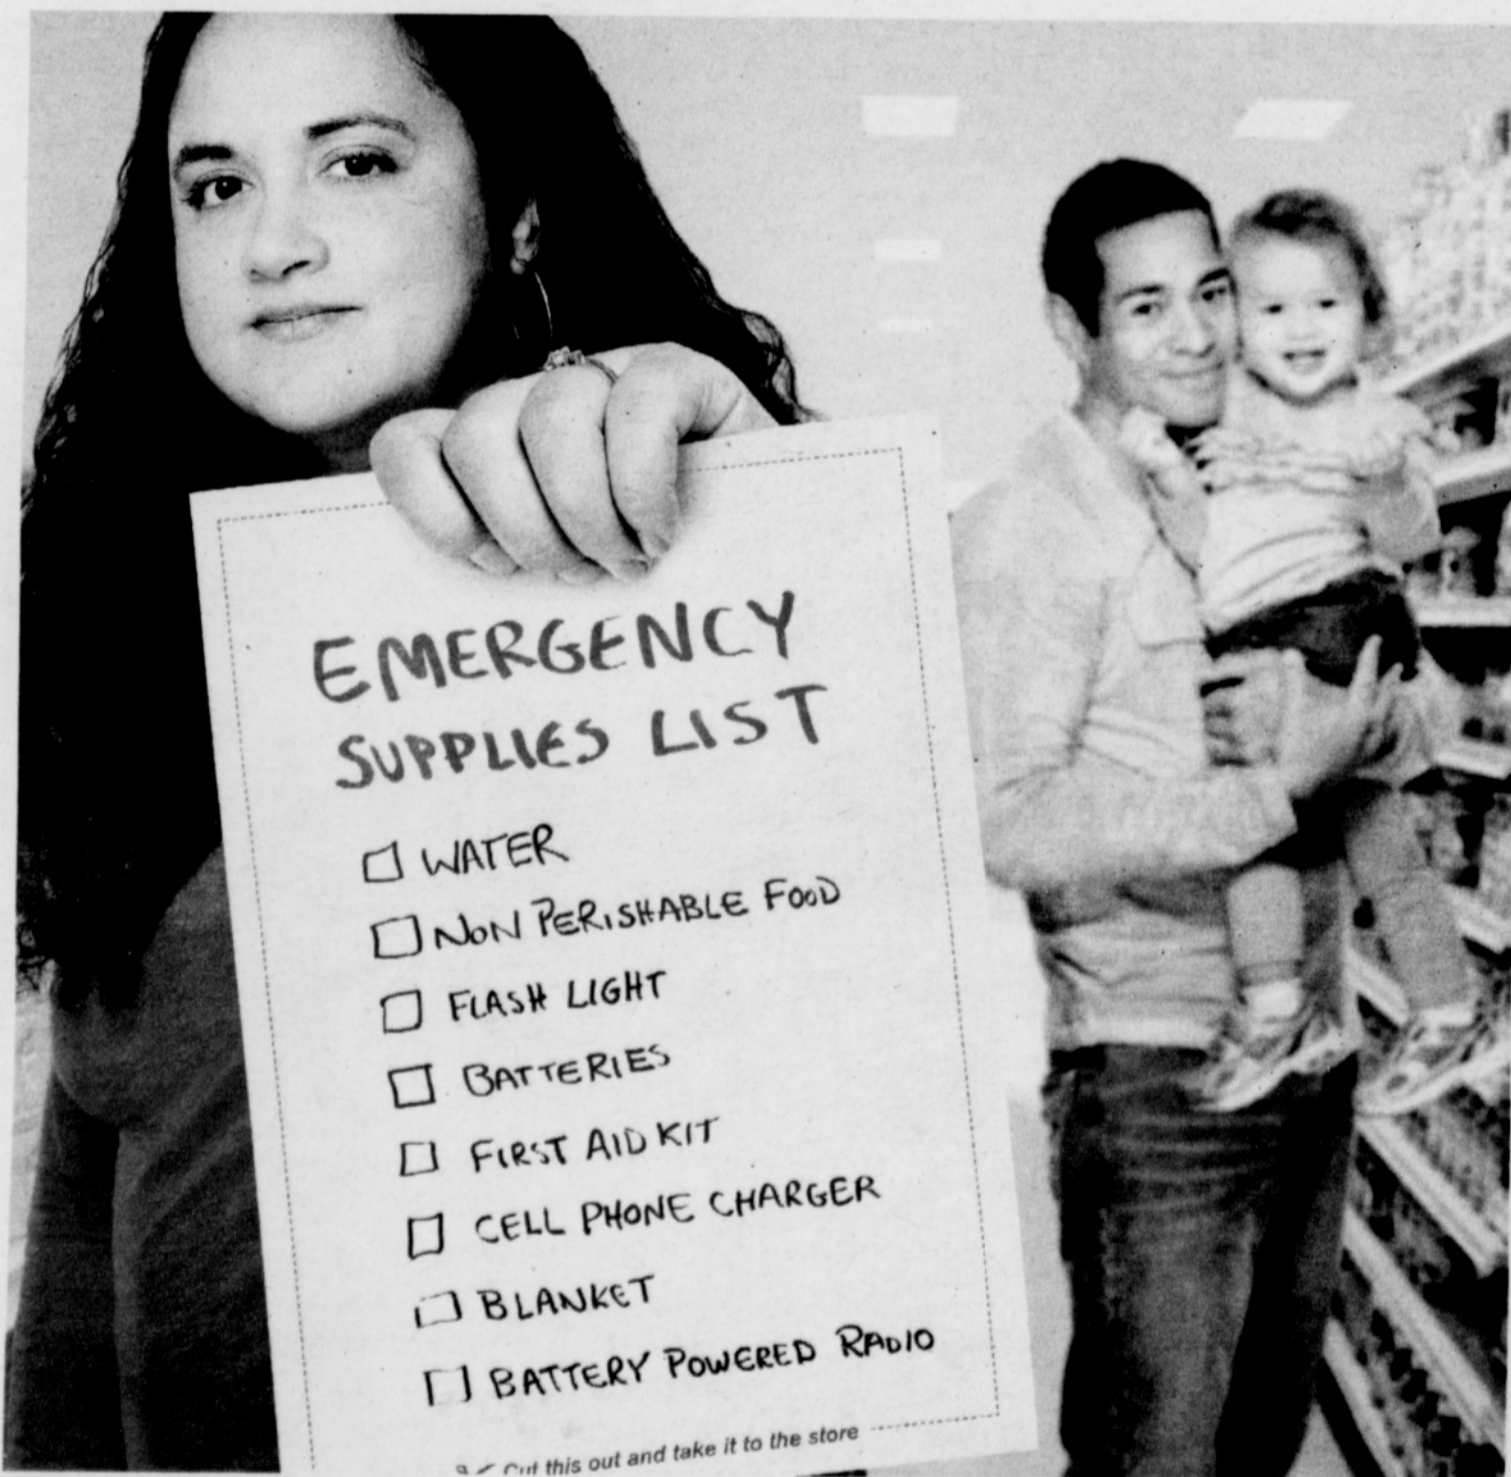 EMERGENCY
SUPPLIES LIST
WATER
NON PERISHABLE FOOD
FLASH LIGHT
BATTERIES
FIRST AID KIT
CELL PHONE CHARGER
BLANKET
BATTERY POWERED RADIO
Cut this out and take it to the store